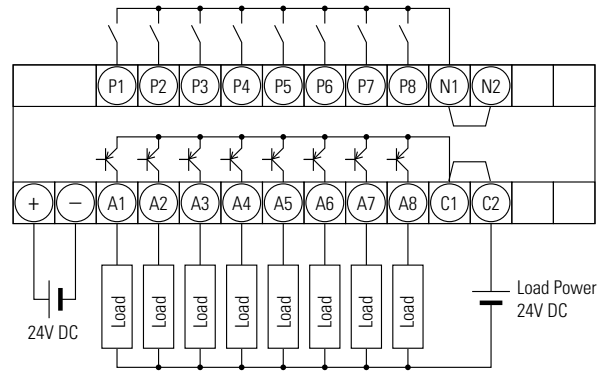 P1 P2 P3 P4 P5 P6 P7 P8 N1 N2
+ − A1 A2 A3 A4 A5 A6 A7 A8 C1 C2
Load Load Load Load Load Load Load Load
Load Power
24V DC
24V DC